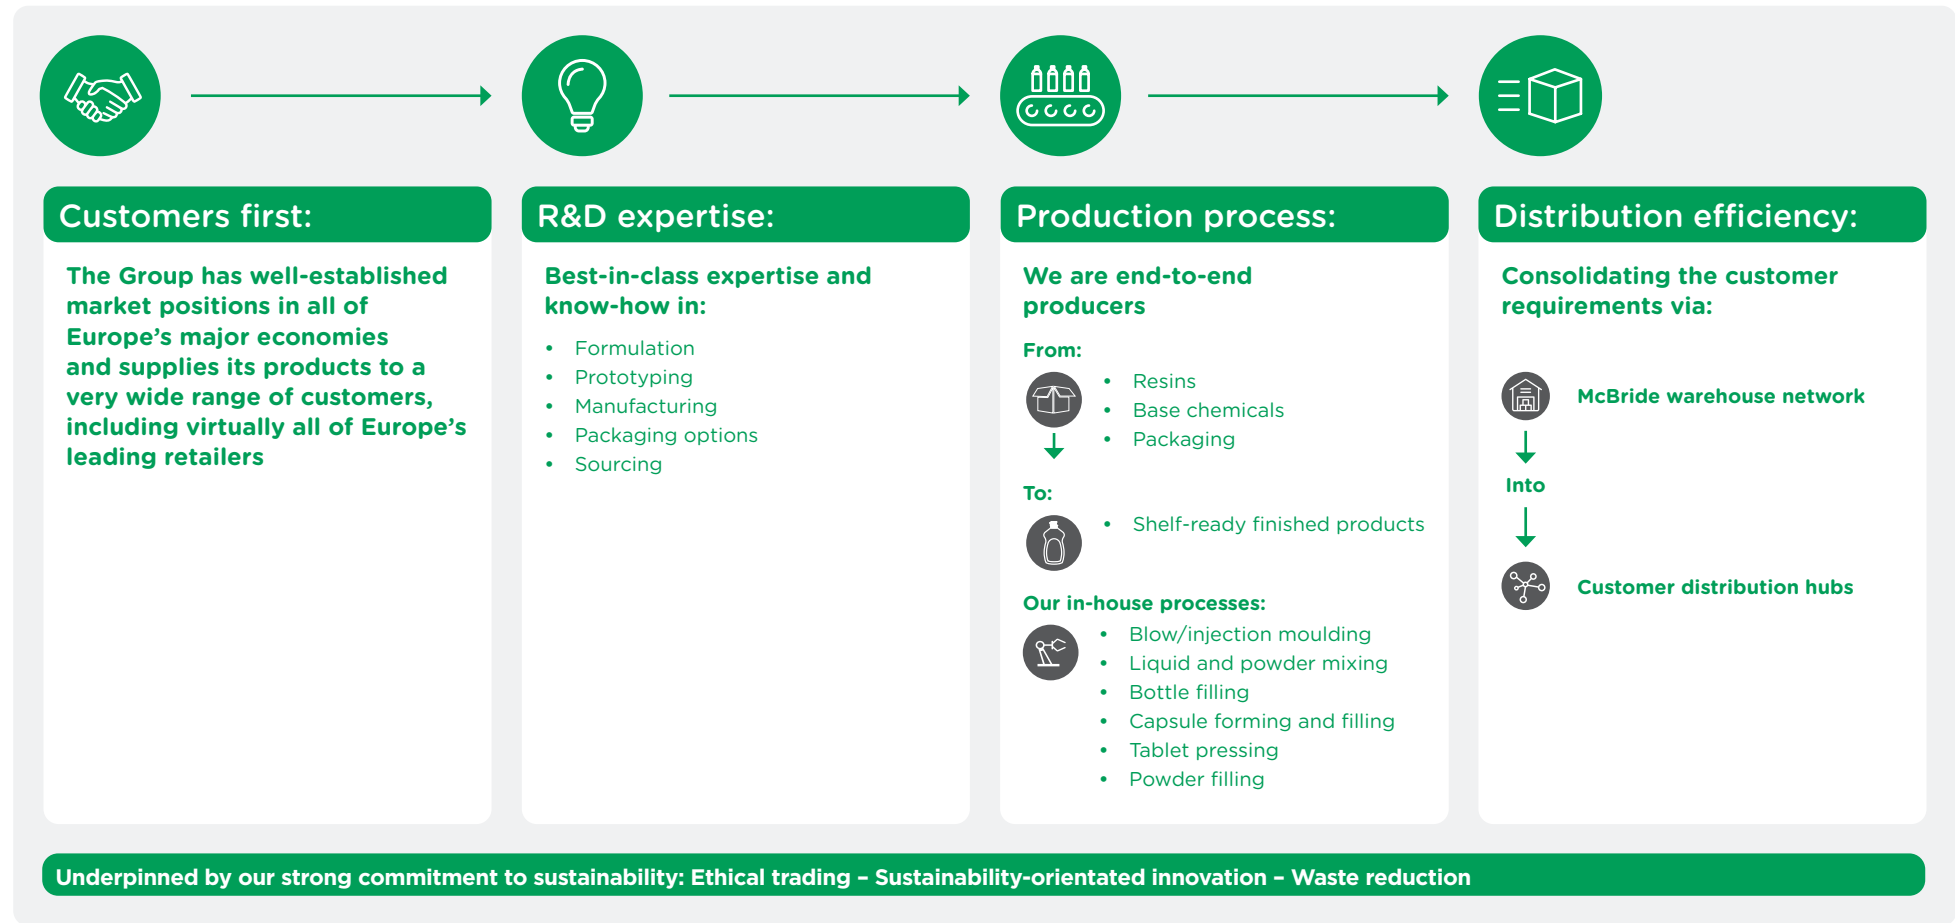 Customers first:
The Group has well-established
market positions in all of
Europe’s major economies
and supplies its products to a
very wide range of customers,
including virtually all of Europe’s
leading retailers
R&D expertise:
Best-in-class expertise and
know-how in:
• Formulation
• Prototyping
• Manufacturing
• Packaging options
• Sourcing
Production process:
We are end-to-end
producers
From:
• Resins
• Base chemicals
• Packaging
To:
• Shelf-ready finished products
Our in-house processes:
• Blow/injection moulding
• Liquid and powder mixing
• Bottle filling
• Capsule forming and filling
• Tablet pressing
• Powder filling
Distribution efficiency:
Consolidating the customer
requirements via:
McBride warehouse network
Into
Customer distribution hubs
Underpinned by our strong commitment to sustainability: Ethical trading – Sustainability-orientated innovation – Waste reduction